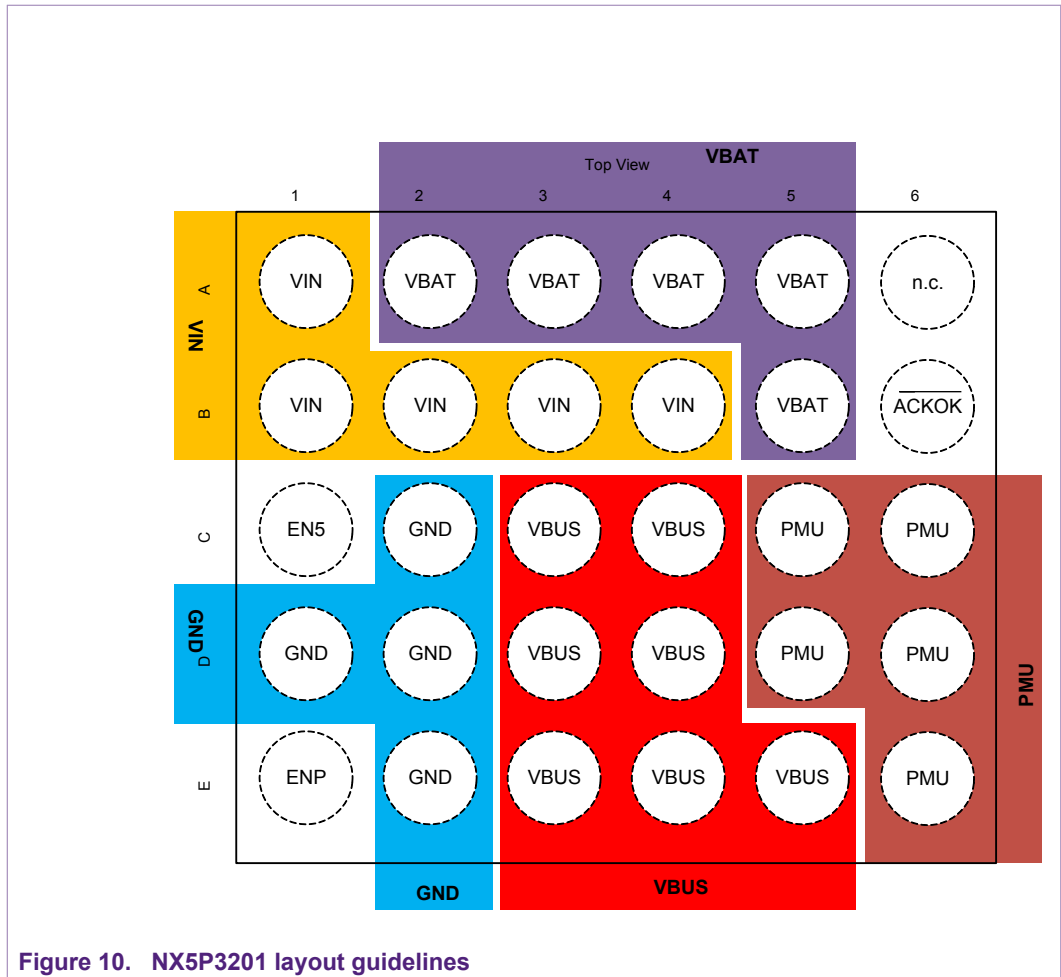 Top View VBAT
1 2 3 4 5 6
A VIN VBAT VBAT VBAT VBAT n.c.
VIN
B VIN VIN VIN VIN VBAT ACKOK
C EN5 GND VBUS VBUS PMU PMU
GND
D GND GND VBUS VBUS PMU PMU
PMU
E ENP GND VBUS VBUS VBUS PMU
GND VBUS
Figure 10. NX5P3201 layout guidelines